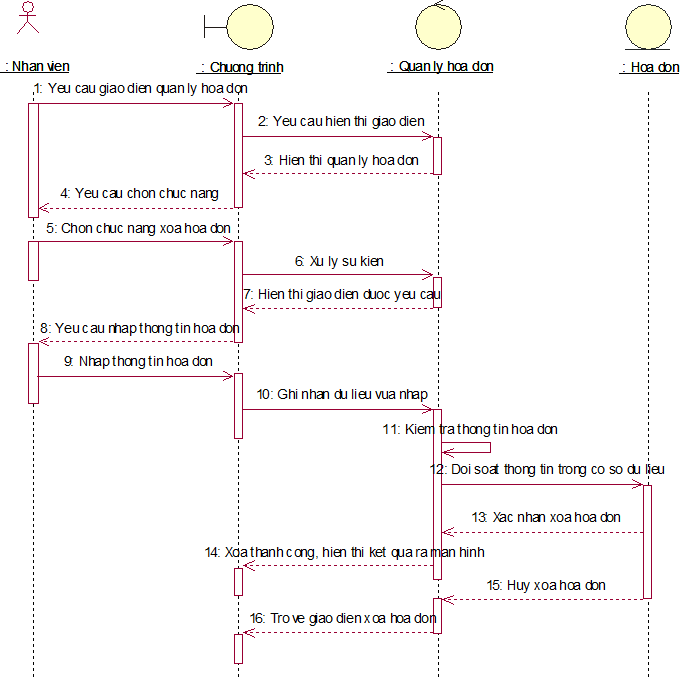 : Nhan vien
: Chuong trinh
: Quan ly hoa don
: Hoa don
1: Yeu cau giao dien quan ly hoa don
2: Yeu cau hien thi giao dien
3: Hien thi quan ly hoa don
4: Yeu cau chon chuc nang
5: Chon chuc nang xoa hoa don
6: Xu ly su kien
7: Hien thi giao dien duoc yeu cau
8: Yeu cau nhap thong tin hoa don
9: Nhap thong tin hoa don
10: Ghi nhan du lieu vua nhap
11: Kiem tra thong tin hoa don
12: Doi soat thong tin trong co so du lieu
13: Xac nhan xoa hoa don
14: Xoa thanh cong, hien thi ket qua ra man hinh
15: Huy xoa hoa don
16: Tro ve giao dien xoa hoa don